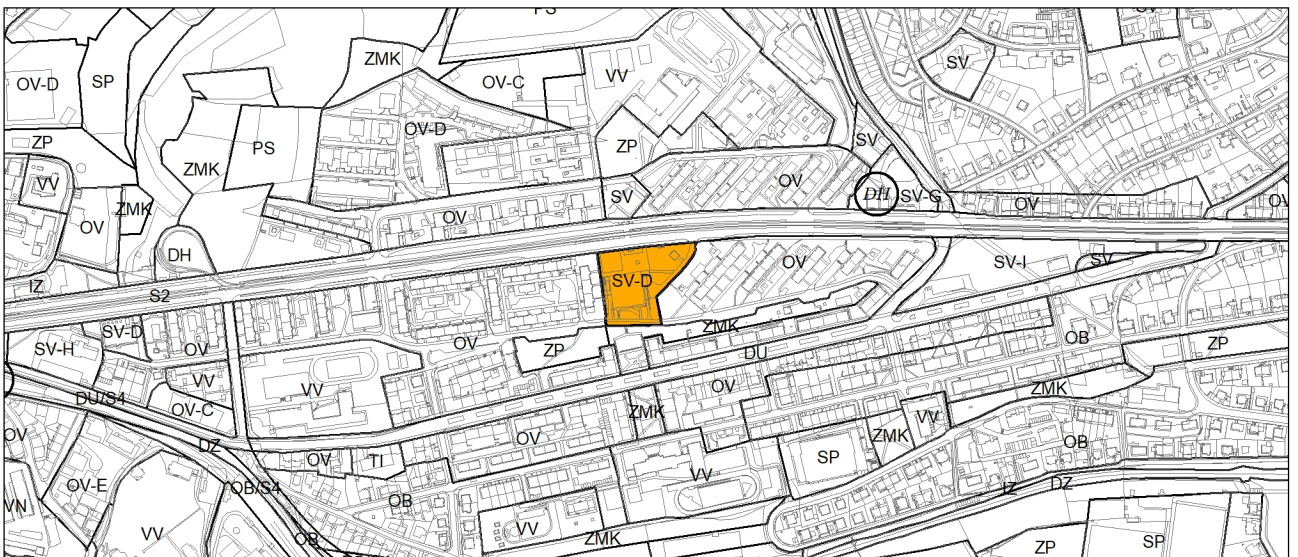 PS
ZMK
SV
OV-D
SP
OV-C
VV
SV
ZMK
OV-D
ZP
PS
ZP
SV
VV
ZMK
OV
DH
SV-G
OV
OV
OV
OV
SV
DH
OV
SV-I
SV
IZ
S2
SV-D
SV-D
SV-H
OV
OV
ZP
ZMK
DU
OB
ZP
VV
VV
OV
ZMK
DU/S4
OV-C
ZMK
VV
OV
DZ
OV
ZMK
OB
OV
TI
VV
SP
OV-E
OB/S4
OB
IZ
DZ
VN
VV
VV
OB
ZMK
ZP
SP